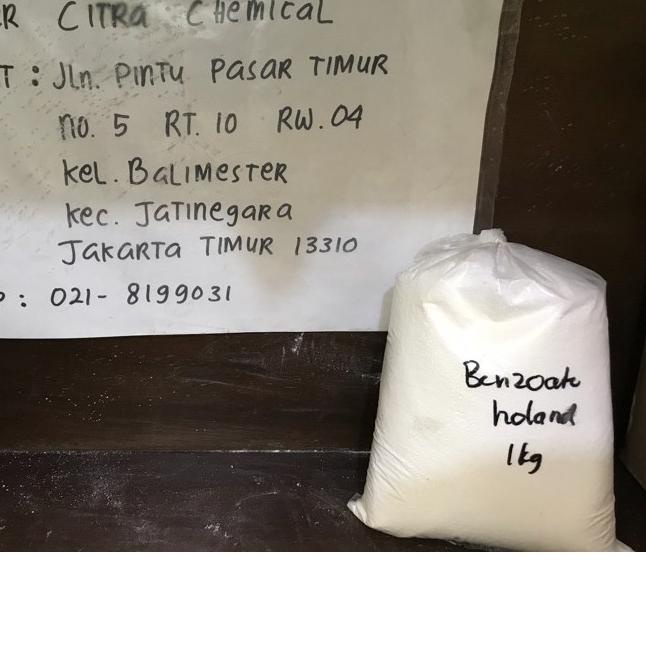 R CITRA CHEMICAL
T : JLN. PINTU PASAR TIMUR
NO. 5 RT. 10 RW. 04
KEL. BALIMESTER
KEC. JATINEGARA
JAKARTA TIMUR 13310
P : 021- 8199031
Benzoate
holand
1kg